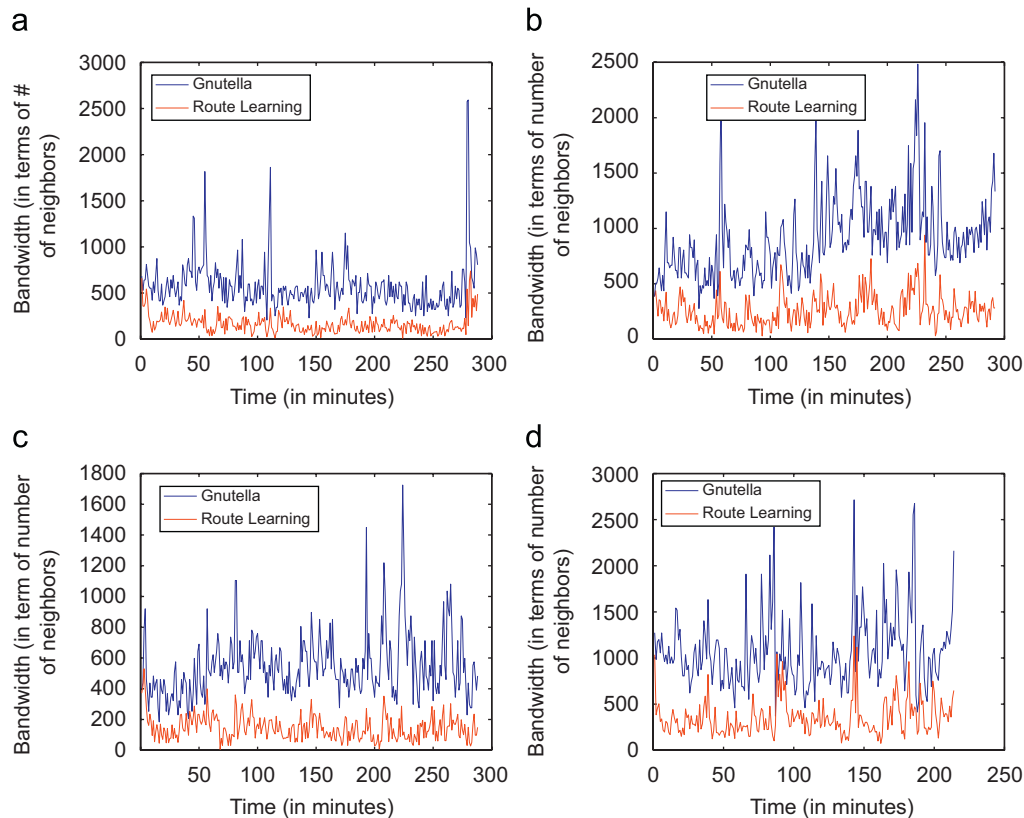 a
Bandwidth (in terms of #
of neighbors)
3000
2500
2000
1500
1000
500
0
Gnutella
Route Learning
0 50 100 150 200 250 300
Time (in minutes)
b
Bandwidth (in terms of number
of neighbors)
2500
2000
1500
1000
500
0
Gnutella
Route Learning
0 50 100 150 200 250 300
Time (in minutes)
c
Bandwidth (in term of number
of neighbors)
1800
1600
1400
1200
1000
800
600
400
200
0
Gnutella
Route Learning
50 100 150 200 250 300
Time (in minutes)
d
Bandwidth (in terms of number
of neighbors)
3000
2500
2000
1500
1000
500
0
Gnutella
Route Learning
0 50 100 150 200 250
Time (in minutes)